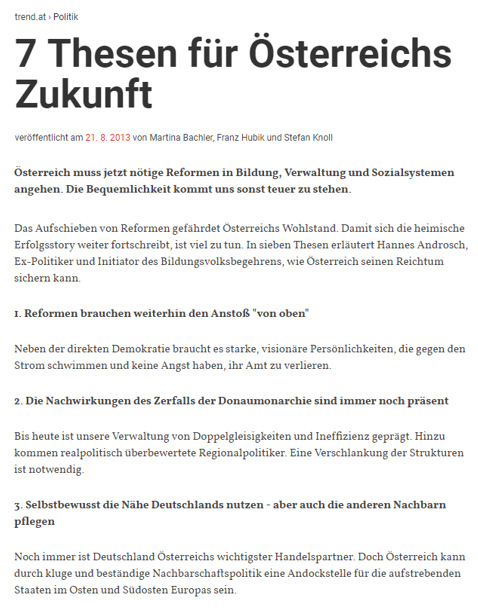 trend.at › Politik
7 Thesen für Österreichs
Zukunft
veröffentlicht am 21. 8. 2013 von Martina Bachler, Franz Hubik und Stefan Knoll
Österreich muss jetzt nötige Reformen in Bildung, Verwaltung und Sozialsystemen
angehen. Die Bequemlichkeit kommt uns sonst teuer zu stehen.
Das Aufschieben von Reformen gefährdet Österreichs Wohlstand. Damit sich die heimische
Erfolgsstory weiter fortschreibt, ist viel zu tun. In sieben Thesen erläutert Hannes Androsch,
Ex-Politiker und Initiator des Bildungsvolksbegehrens, wie Österreich seinen Reichtum
sichern kann.
1. Reformen brauchen weiterhin den Anstoß "von oben"
Neben der direkten Demokratie braucht es starke, visionäre Persönlichkeiten, die gegen den
Strom schwimmen und keine Angst haben, ihr Amt zu verlieren.
2. Die Nachwirkungen des Zerfalls der Donaumonarchie sind immer noch präsent
Bis heute ist unsere Verwaltung von Doppelgleisigkeiten und Ineffizienz geprägt. Hinzu
kommen realpolitisch überbewertete Regionalpolitiker. Eine Verschlankung der Strukturen
ist notwendig.
3. Selbstbewusst die Nähe Deutschlands nutzen - aber auch die anderen Nachbarn
pflegen
Noch immer ist Deutschland Österreichs wichtigster Handelspartner. Doch Österreich kann
durch kluge und beständige Nachbarschaftspolitik eine Andockstelle für die aufstrebenden
Staaten im Osten und Südosten Europas sein.